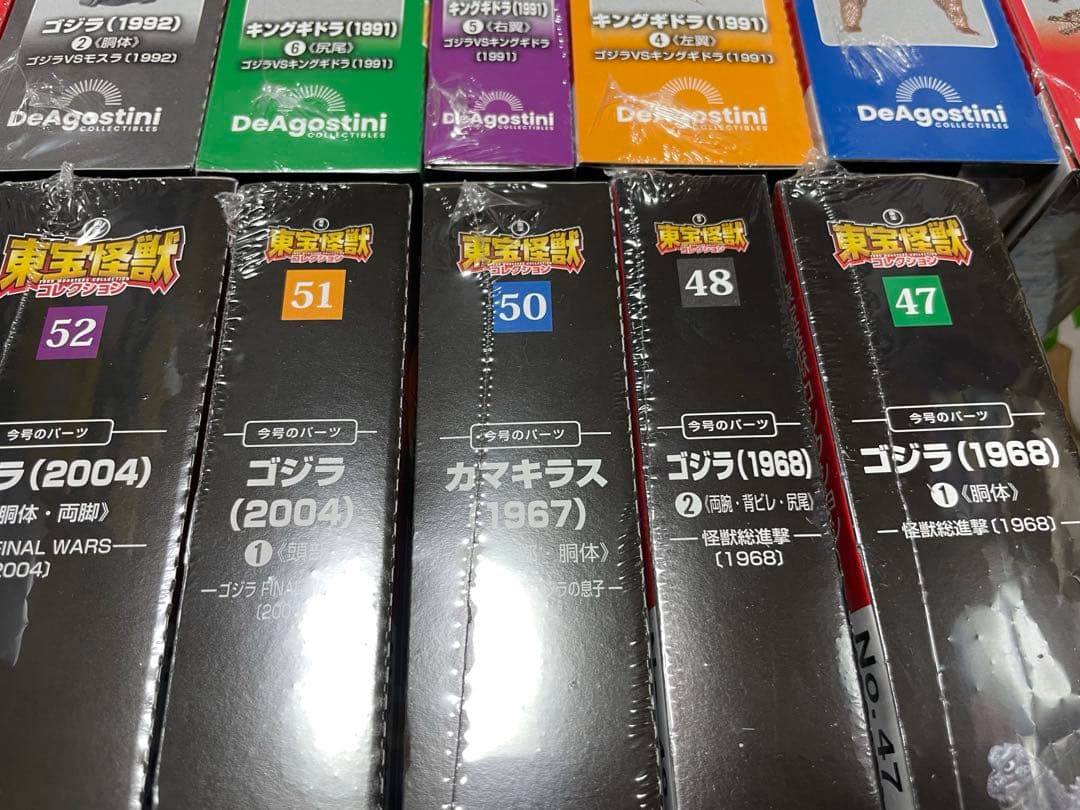 ゴジラ(1992)
2《胴体》
ゴジラVSモスラ(1992)
DeAgostini
COLLECTIBLES
キングギドラ(1991)
6《尻尾》
ゴジラVSキングギドラ(1991)
DeAgostini
COLLECTIBLES
キングギドラ(1991)
5《右翼》
ゴジラVSキングギドラ
(1991)
DeAgostini
COLLECTIBLES
キングギドラ(1991)
4《左翼》
ゴジラVSキングギドラ(1991)
DeAgostini
COLLECTIBLES
DeAgostini
COLLECTIBLES
東宝怪獣
コレクション
52
今号のパーツ
ラ(2004)
胴体・両脚》
FINAL WARS
2004〕
東宝怪獣
コレクション
51
今号のパーツ
ゴジラ
(2004)
1《頭
ゴジラ FINA
東宝怪獣
コレクション
50
今号のパーツ
カマキラス
1967)
胴体》
ラの息子
東宝怪獣
コレクション
48
今号のパーツ
ゴジラ(1968)
2《両腕・背ビレ・尻尾》
怪獣総進撃
〔1968〕
東宝怪獣
コレクション
47
今号のパーツ
ゴジラ(1968)
1《胴体》
怪獣総進撃〔1968〕
No.47